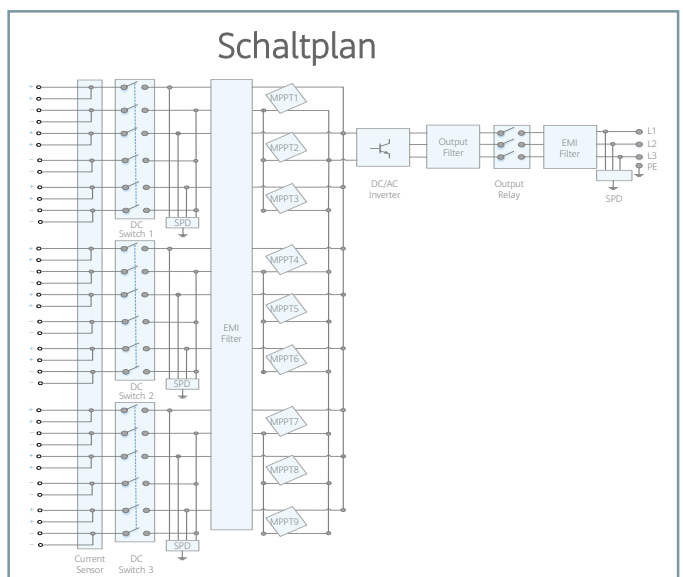 Schaltplan
MPPT1
MPPT2
MPPT3
DC
Switch 1
SPD
MPPT4
MPPT5
MPPT6
DC
Switch 2
SPD
EMI
Filter
MPPT7
MPPT8
MPPT9
Current
Sensor
DC
Switch 3
SPD
DC/AC
Inverter
Output
Filter
Output
Relay
EMI
Filter
L1
L2
L3
PE
SPD